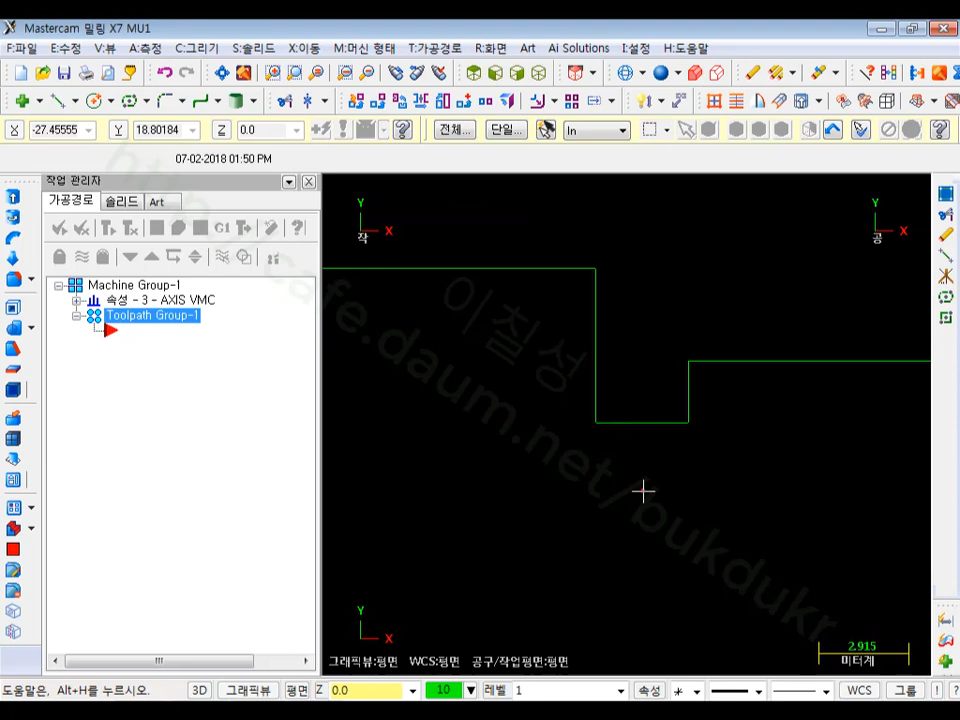 Mastercam 밀링 X7 MU1
F:파일 E:수정 V:뷰 A:측정 C:그리기 S:솔리드 X:이동 M:머신 형태 T:가공경로 R:화면 Art Ai Solutions I:설정 H:도움말
X -27.45555 Y 18.80184 Z 0.0 전체... 단일... In
07-02-2018 01:50 PM
작업 관리자
가공경로 솔리드 Art
G1
Machine Group-1
속성 - 3 - AXIS VMC
Toolpath Group-1
Y
X
작
Y
X
공
http://cafe.daum.net/bukdukr
이칠성
Y
X
2.915
미터계
그래픽뷰:평면 WCS:평면 공구/작업평면:평면
도움말은, Alt+H를 누르시오. 3D 그래픽뷰 평면 Z 0.0 10 레벨 1 속성 WCS 그룹 ! ?